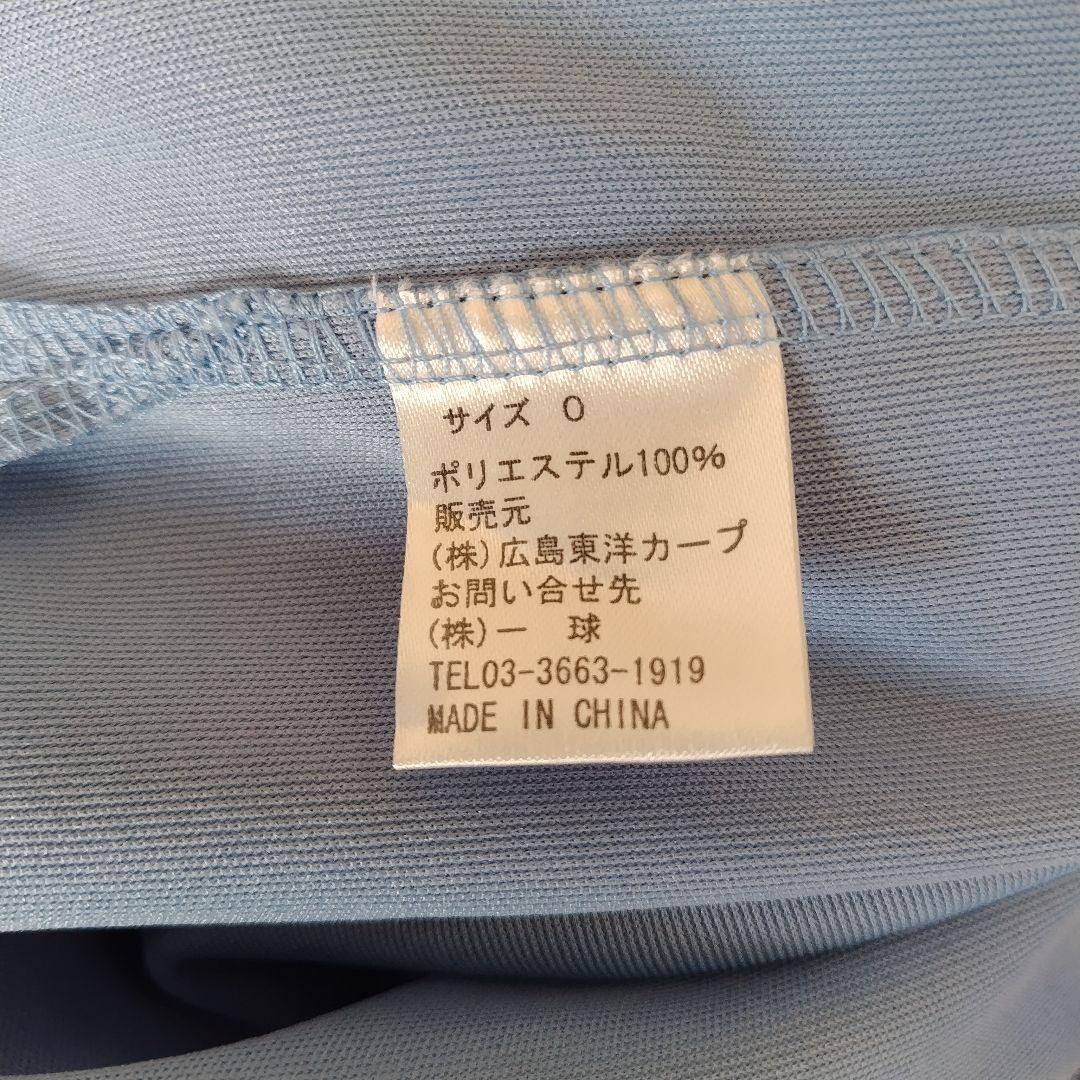 サイズ O
ポリエステル100%
販売元
(株)広島東洋カープ
お問い合せ先
(株)一 球
TEL03-3663-1919
MADE IN CHINA